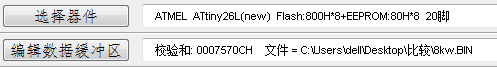 选择器件 ATMEL ATtiny26L(new) Flash:800H*8+EEPROM:80H*8 20脚
编辑数据缓冲区 校验和: 0007570CH 文件 = C:\Users\dell\Desktop\比较\8kw.BIN